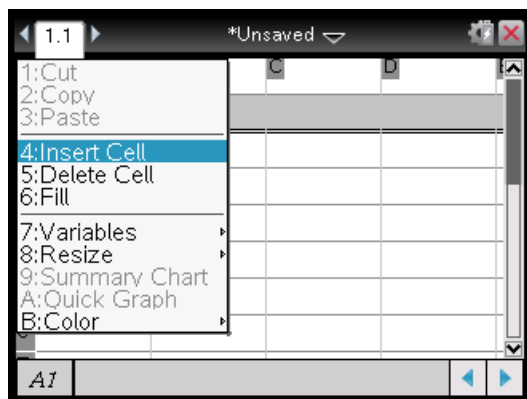 1.1 *Unsaved
C D
1:Cut
2:Copy
3:Paste
4:Insert Cell
5:Delete Cell
6:Fill
7:Variables
8:Resize
9:Summary Chart
A:Quick Graph
B:Color
A1